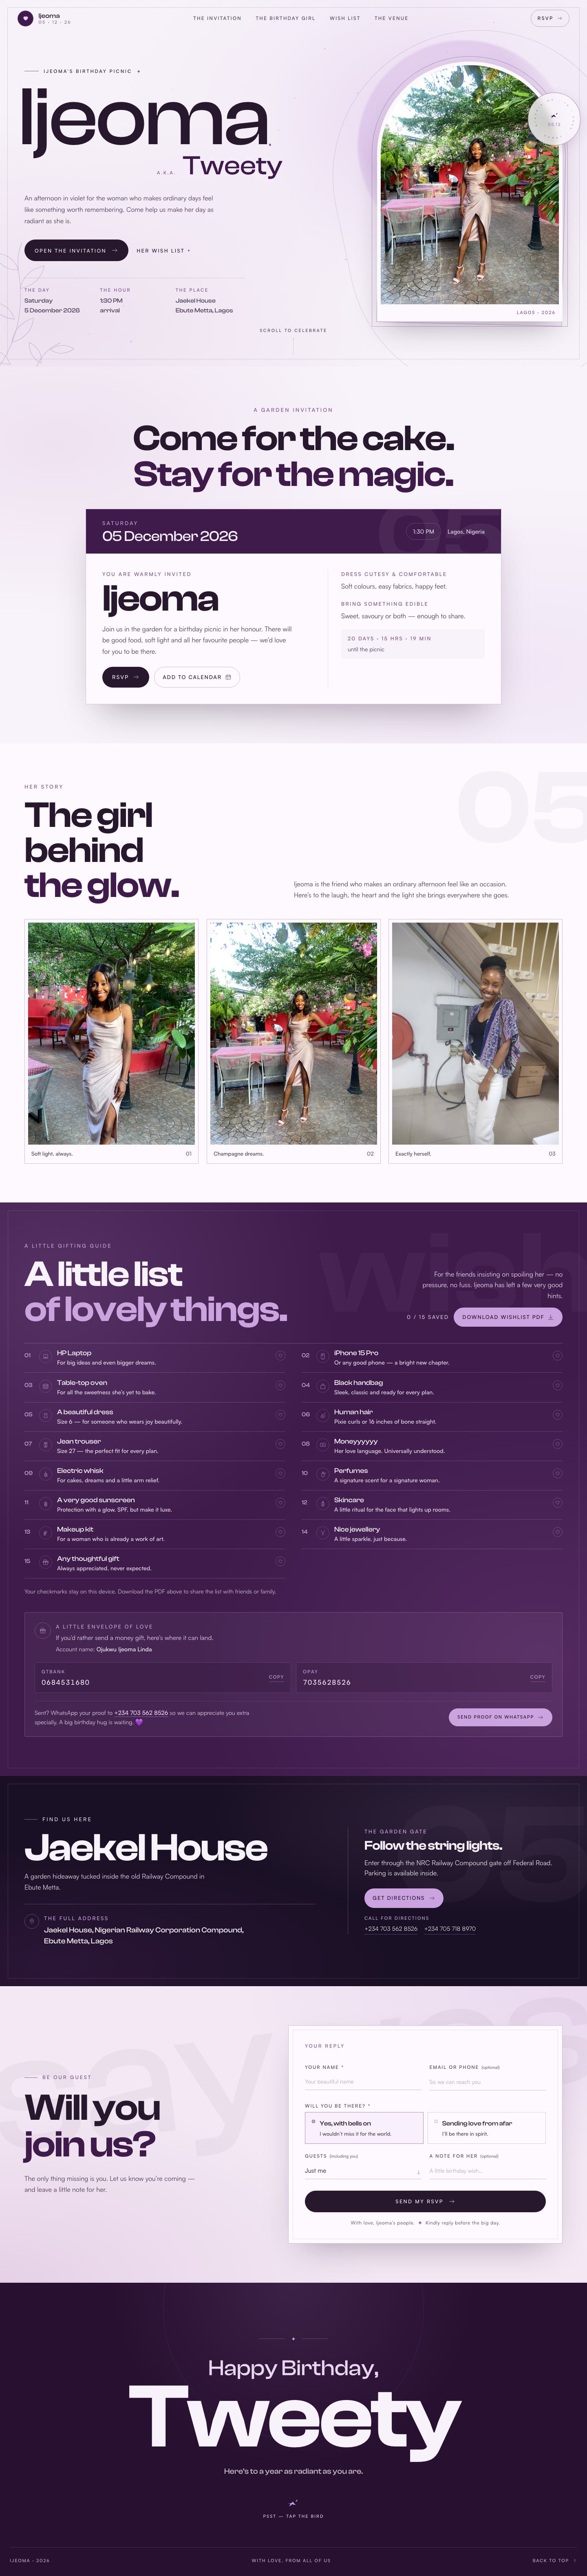 Ijeoma
05 · 12 · 26
THE INVITATION
THE BIRTHDAY GIRL
WISH LIST
THE VENUE
RSVP →
IJEOMA'S BIRTHDAY PICNIC
Ijeoma.
A.K.A. Tweety
An afternoon in violet for the woman who makes ordinary days feel
like something worth remembering. Come help us make her day as
radiant as she is.
OPEN THE INVITATION →
HER WISH LIST
THE DAY
Saturday
5 December 2026
THE HOUR
1:30 PM
arrival
THE PLACE
Jaekel House
Ebute Metta, Lagos
LAGOS · 2026
SCROLL TO CELEBRATE
A GARDEN INVITATION
Come for the cake.
Stay for the magic.
SATURDAY
05 December 2026
05
1:30 PM
Lagos, Nigeria
YOU ARE WARMLY INVITED
Ijeoma
Join us in the garden for a birthday picnic in her honour. There will
be good food, soft light and all her favourite people — we'd love
for you to be there.
RSVP →
ADD TO CALENDAR
DRESS COLOURS, EASY & COMFORTABLE
Soft colours, easy fabrics, happy feet.
BRING SOMETHING EDIBLE
Sweet, savoury or both — enough to share.
20 DAYS · 15 HRS · 19 MIN
until the picnic
HER STORY
05
The girl
behind
the glow.
Ijeoma is the friend who makes an ordinary afternoon feel like an occasion.
Here's to the laugh, the heart and the light she brings everywhere she goes.
Soft light, always.
01
Champagne dreams.
02
Exactly herself.
03
A LITTLE GIFTING GUIDE
wish
A little list
of lovely things.
For the friends insisting on spoiling her — no
pressure, no fuss. Ijeoma has left a few very good
hints.
0 / 15 SAVED
DOWNLOAD WISHLIST PDF
01
HP Laptop
For big ideas and even bigger dreams.
02
iPhone 15 Pro
Or any good phone — a bright new chapter.
03
Table-top oven
For all the sweetness she's yet to bake.
04
Black handbag
Sleek, classic and ready for every plan.
05
A beautiful dress
Size 6 — for someone who wears joy beautifully.
06
Human hair
Pixie curls or 16 inches of bone straight.
07
Jean trouser
Size 27 — the perfect fit for every plan.
08
Moneyyyyyy
Her love language. Universally understood.
09
Electric whisk
For cakes, dreams and a little arm relief.
10
Perfumes
A signature scent for a signature woman.
11
A very good sunscreen
Protection with a glow. SPF, but make it luxe.
12
Skincare
A little ritual for the face that lights up rooms.
13
Makeup kit
For a woman who is already a work of art.
14
Nice jewellery
A little sparkle, just because.
15
Any thoughtful gift
Always appreciated, never expected.
Your checkmarks stay on this device. Download the PDF above to share the list with friends or family.
A LITTLE ENVELOPE OF LOVE
If you'd rather send a money gift, here's where it can land.
Account name: Ojukwu Ijeoma Linda
GTBANK
0684531680
COPY
OPAY
7035628526
COPY
Sent? WhatsApp your proof to +234 703 562 8526 so we can appreciate you extra
specially. A big birthday hug is waiting. 💜
SEND PROOF ON WHATSAPP →
FIND US HERE
Jaekel House
A garden hideaway tucked inside the old Railway Compound in
Ebute Metta.
THE FULL ADDRESS
Jaekel House, Nigerian Railway Corporation Compound,
Ebute Metta, Lagos
THE GARDEN GATE
Follow the string lights.
Enter through the NRC Railway Compound gate off Federal Road.
Parking is available inside.
GET DIRECTIONS →
CALL FOR DIRECTIONS
+234 703 562 8526
+234 705 718 8970
BE OUR GUEST
Will you
join us?
The only thing missing is you. Let us know you're coming —
and leave a little note for her.
YOUR REPLY
YOUR NAME *
Your beautiful name
EMAIL OR PHONE (optional)
So we can reach you
WILL YOU BE THERE? *
Yes, with bells on
I wouldn't miss it for the world.
Sending love from afar
I'll be there in spirit.
GUESTS (including you)
Just me
A NOTE FOR HER (optional)
A little birthday wish...
SEND MY RSVP →
With love, Ijeoma's people. ✦ Kindly reply before the big day.
Happy Birthday,
Tweety
Here's to a year as radiant as you are.
PSST — TAP THE BIRD
IJEOMA · 2026
WITH LOVE, FROM ALL OF US
BACK TO TOP ↑